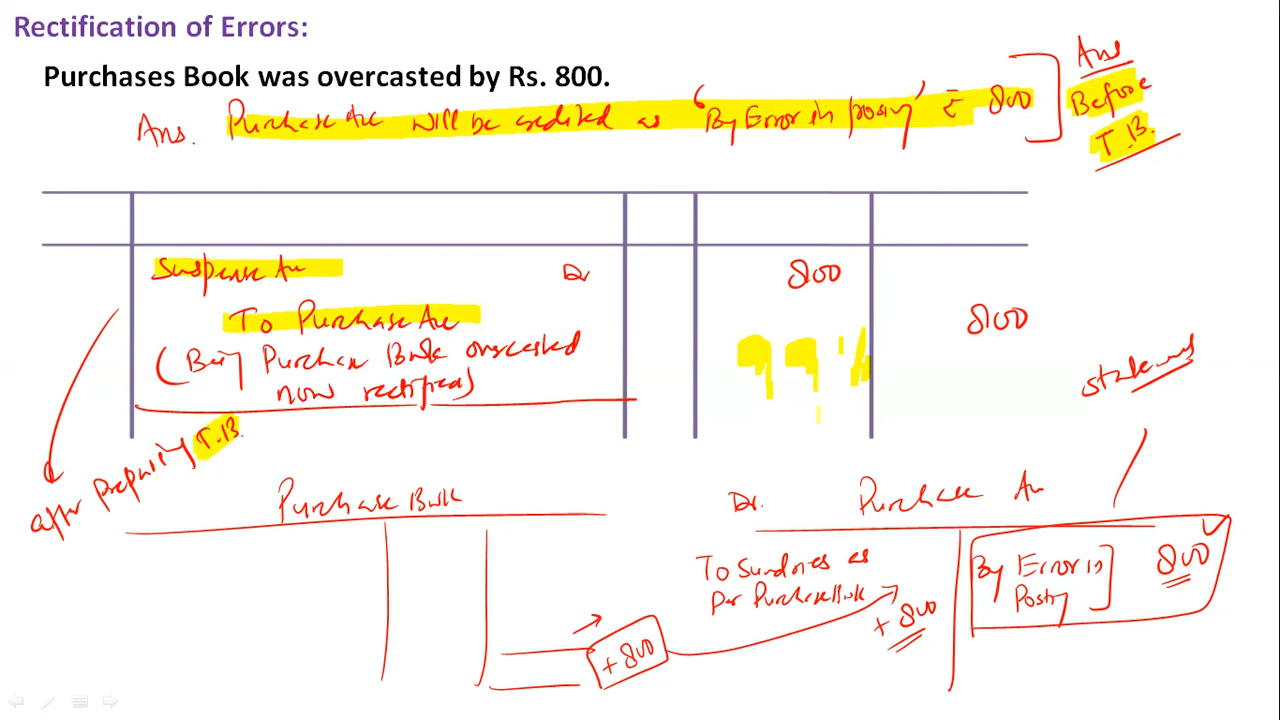 Rectification of Errors:
Purchases Book was overcasted by Rs. 800.
Ans. Purchase A/c will be credited as 'By Error in posting' ₹ 800
Ans
Before
T.B.
Suspense A/c Dr 800
To Purchase A/c 800
(Being Purchase Book overcasted
now rectified)
after preparing T.B.
statement
Purchase Book
Dr. Purchase A/c
To Sundries as
per Purchase Book
+ 800
By Error in
Posting
800
+ 800